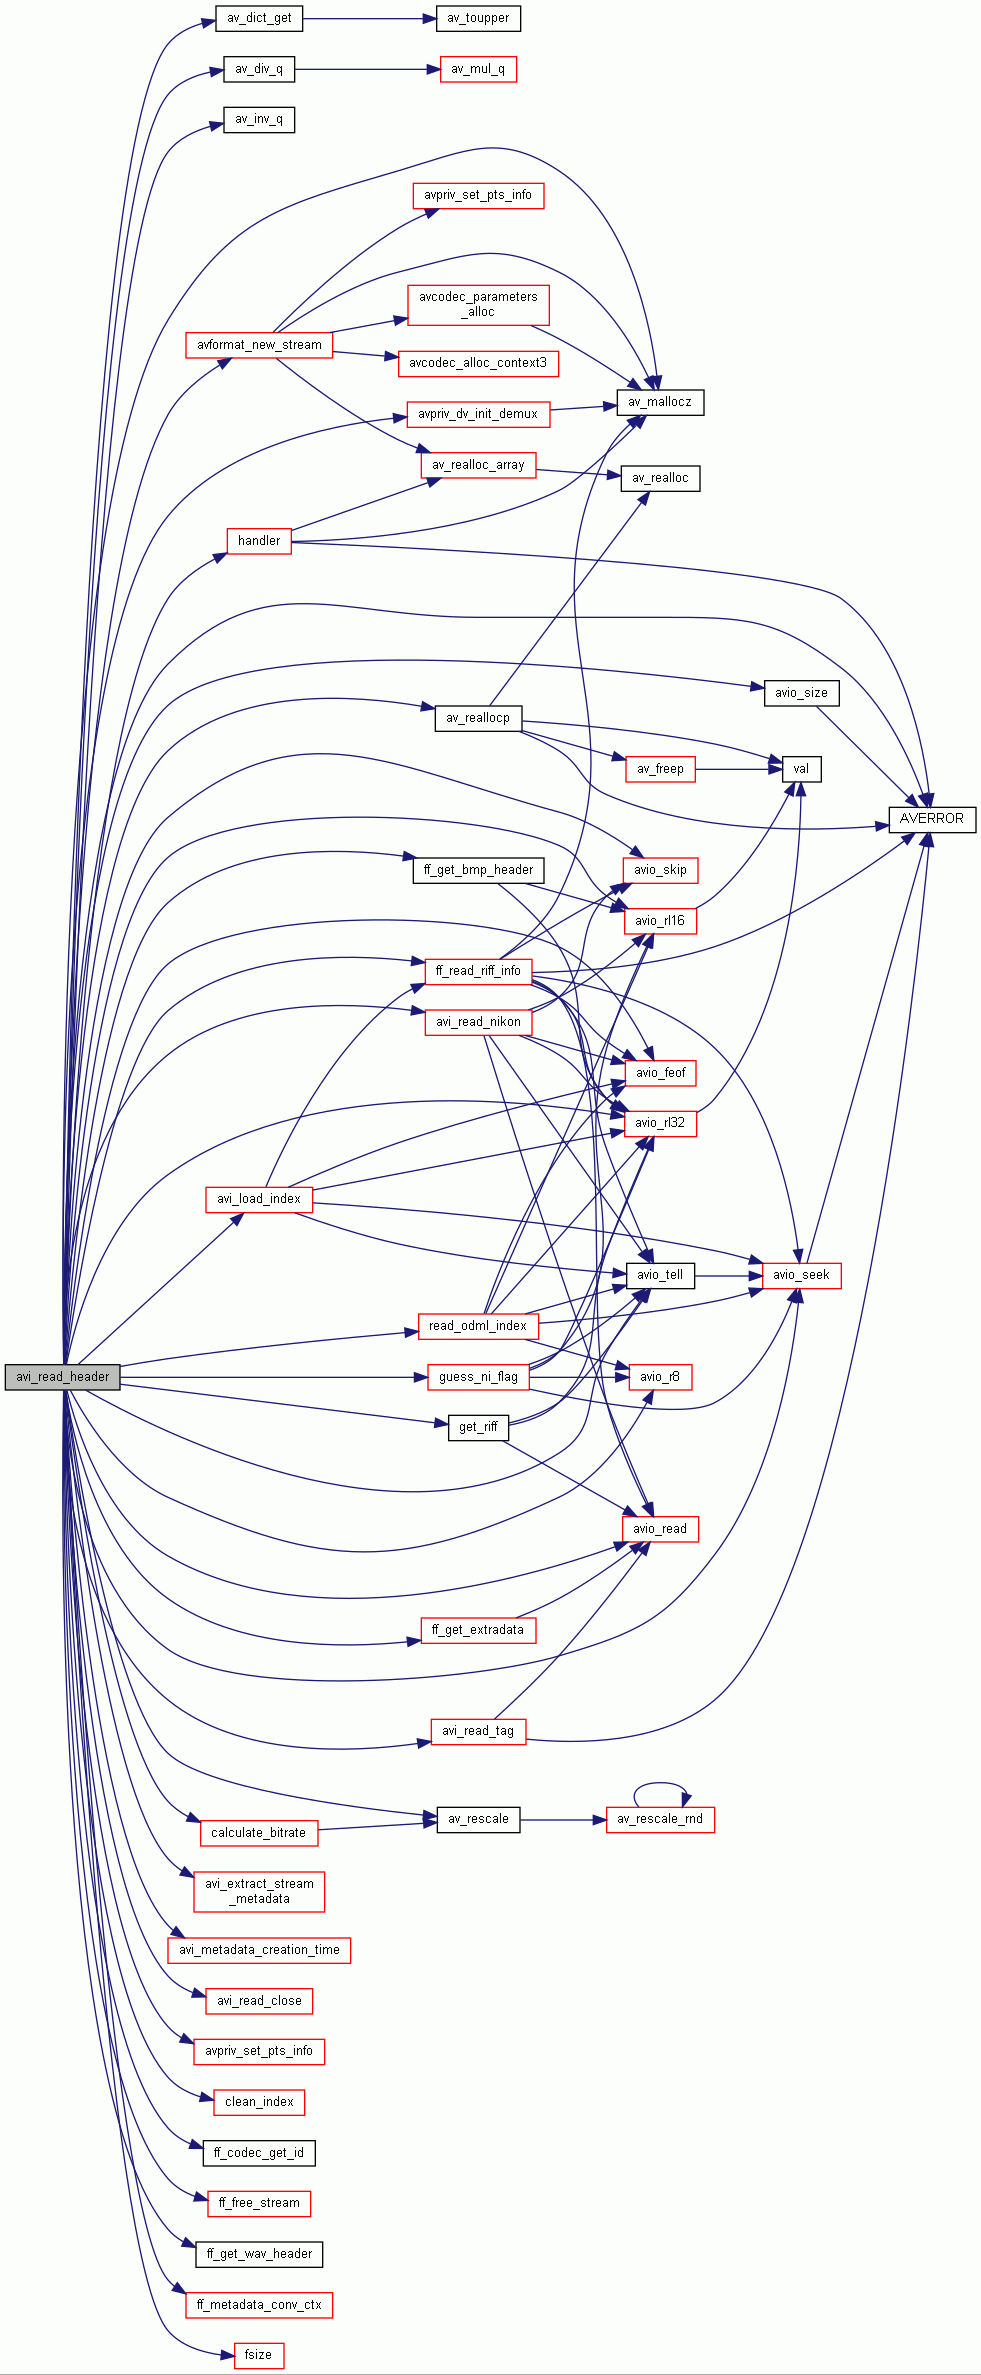 av_dict_get
av_toupper
av_div_q
av_mul_q
av_inv_q
avpriv_set_pts_info
avcodec_parameters
_alloc
avformat_new_stream
avcodec_alloc_context3
av_mallocz
avpriv_dv_init_demux
av_realloc_array
av_realloc
handler
avio_size
av_reallocp
av_freep
val
AVERROR
ff_get_bmp_header
avio_skip
avio_rl16
ff_read_riff_info
avi_read_nikon
avio_feof
avio_rl32
avi_load_index
avio_tell
avio_seek
read_odml_index
avi_read_header
guess_ni_flag
avio_r8
get_riff
avio_read
ff_get_extradata
avi_read_tag
av_rescale
av_rescale_rnd
calculate_bitrate
avi_extract_stream
_metadata
avi_metadata_creation_time
avi_read_close
avpriv_set_pts_info
clean_index
ff_codec_get_id
ff_free_stream
ff_get_wav_header
ff_metadata_conv_ctx
fsize